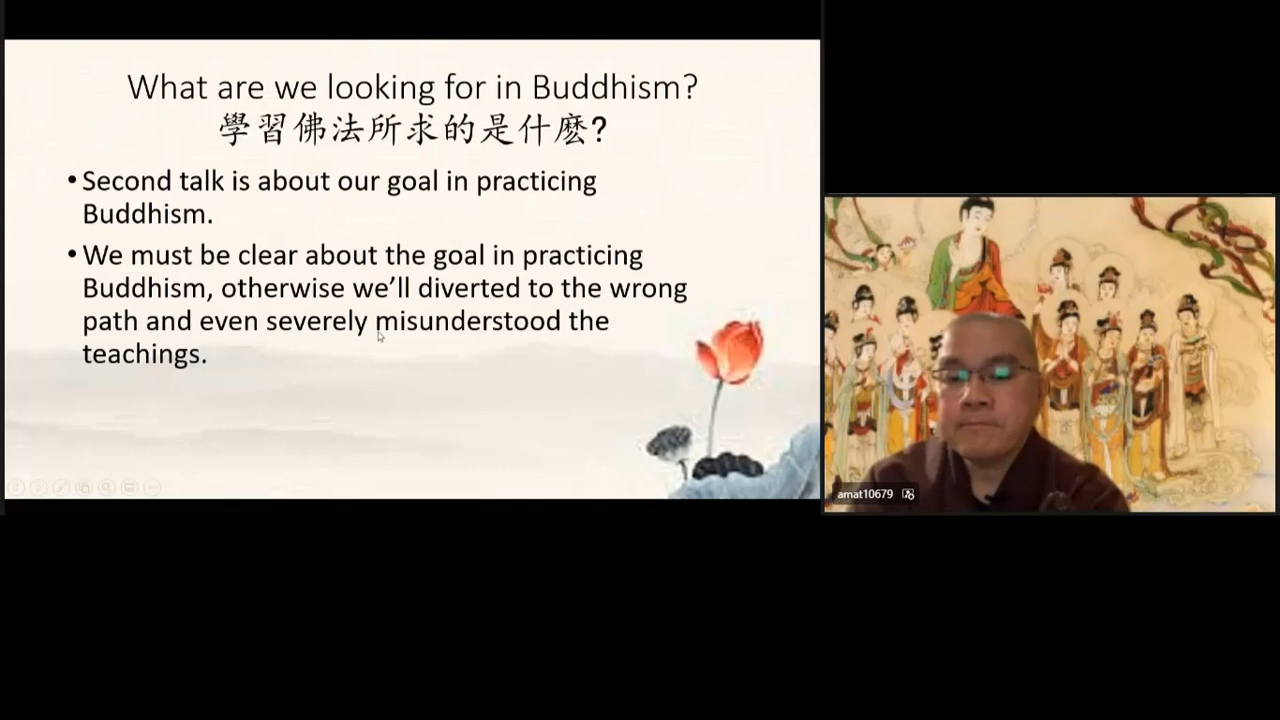 What are we looking for in Buddhism?
學習佛法所求的是什麼?
• Second talk is about our goal in practicing
Buddhism.
• We must be clear about the goal in practicing
Buddhism, otherwise we’ll diverted to the wrong
path and even severely misunderstood the
teachings.
amat10679